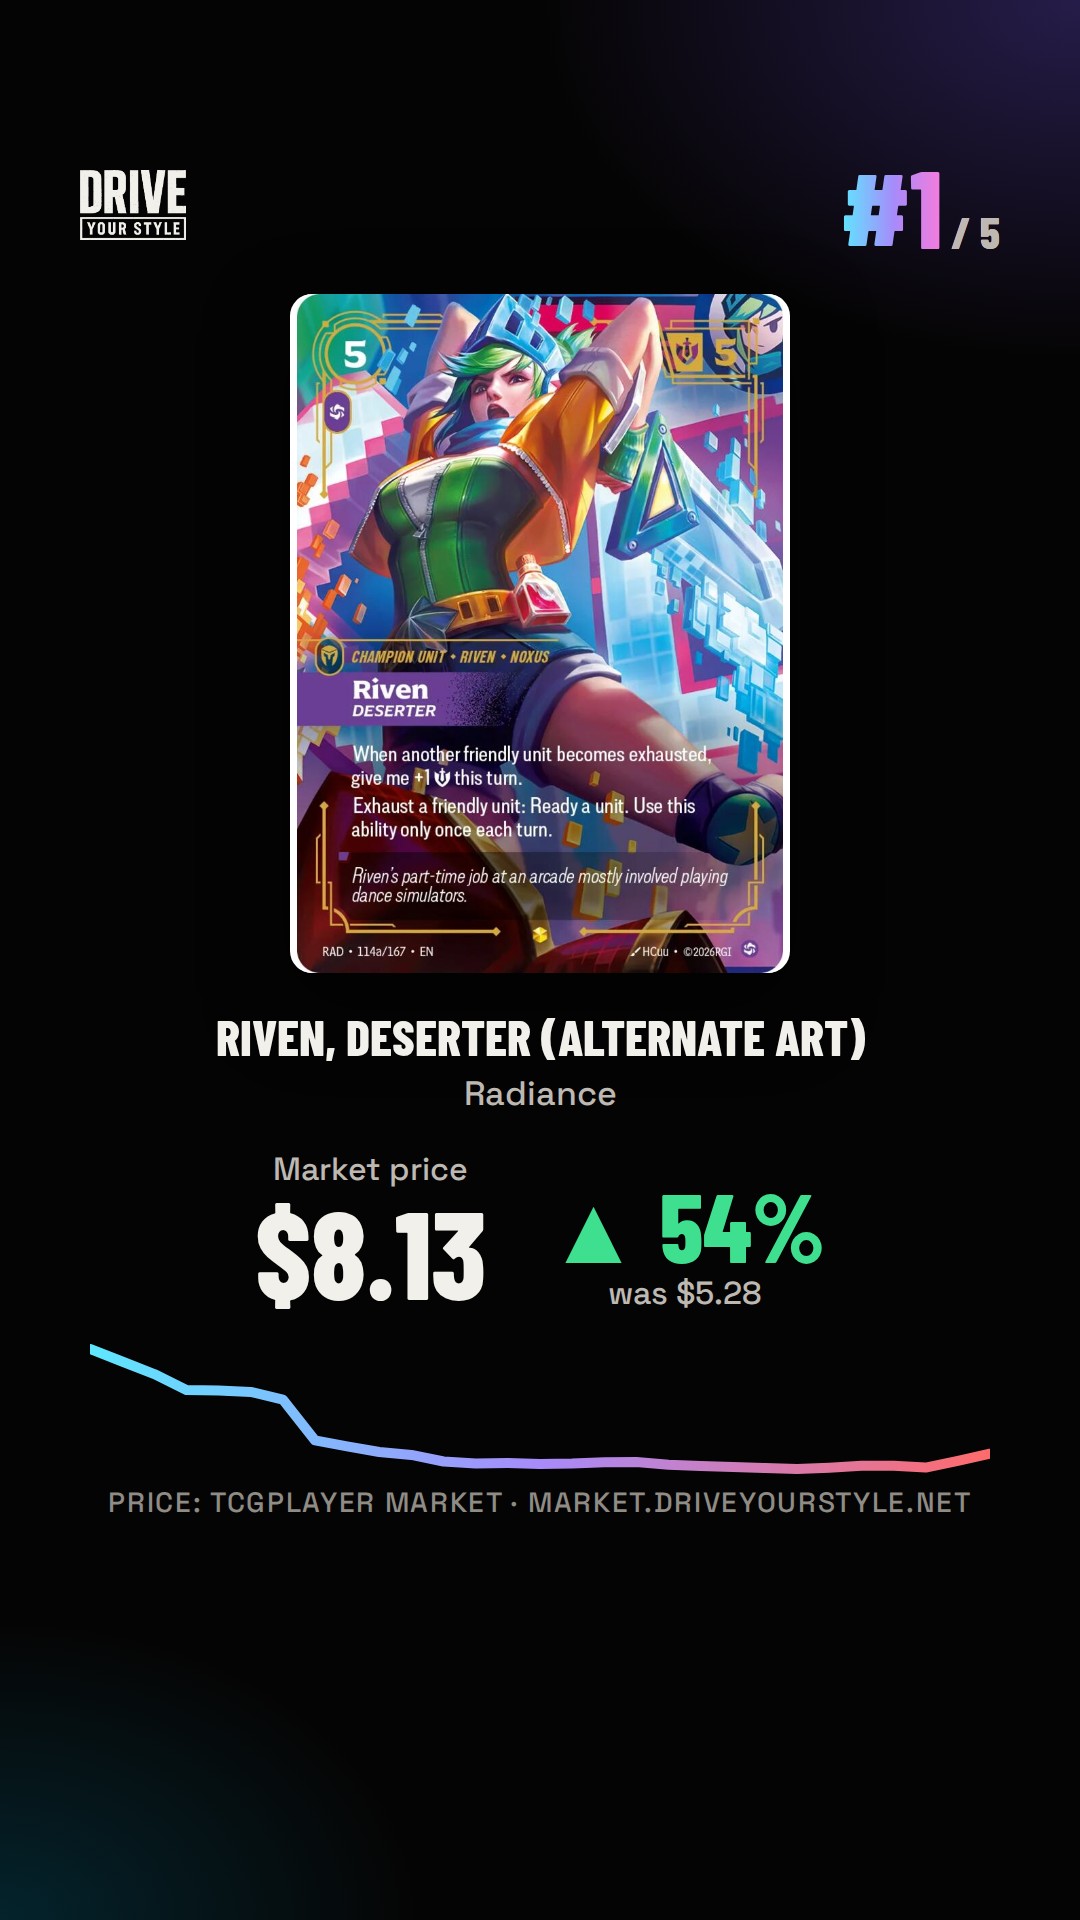 DRIVE
YOUR STYLE
#1 / 5
5
5
CHAMPION UNIT • RIVEN • NOXUS
Riven
DESERTER
When another friendly unit becomes exhausted,
give me +1 this turn.
Exhaust a friendly unit: Ready a unit. Use this
ability only once each turn.
Riven's part-time job at an arcade mostly involved playing
dance simulators.
RAD • 114a/167 • EN
HCuu • ©2026RGI
RIVEN, DESERTER (ALTERNATE ART)
Radiance
Market price
$8.13
▲ 54%
was $5.28
PRICE: TCGPLAYER MARKET · MARKET.DRIVEYOURSTYLE.NET